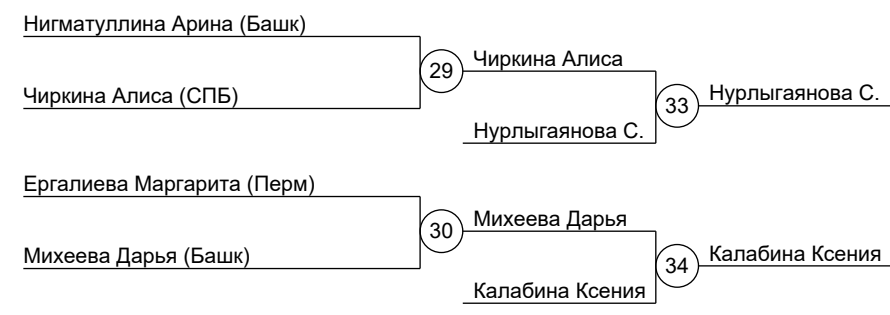 Нигматуллина Арина (Башк)
29
Чиркина Алиса
Чиркина Алиса (СПБ)
33
Нурлыгаянова С.
Нурлыгаянова С.
Ергалиева Маргарита (Перм)
30
Михеева Дарья
Михеева Дарья (Башк)
34
Калабина Ксения
Калабина Ксения